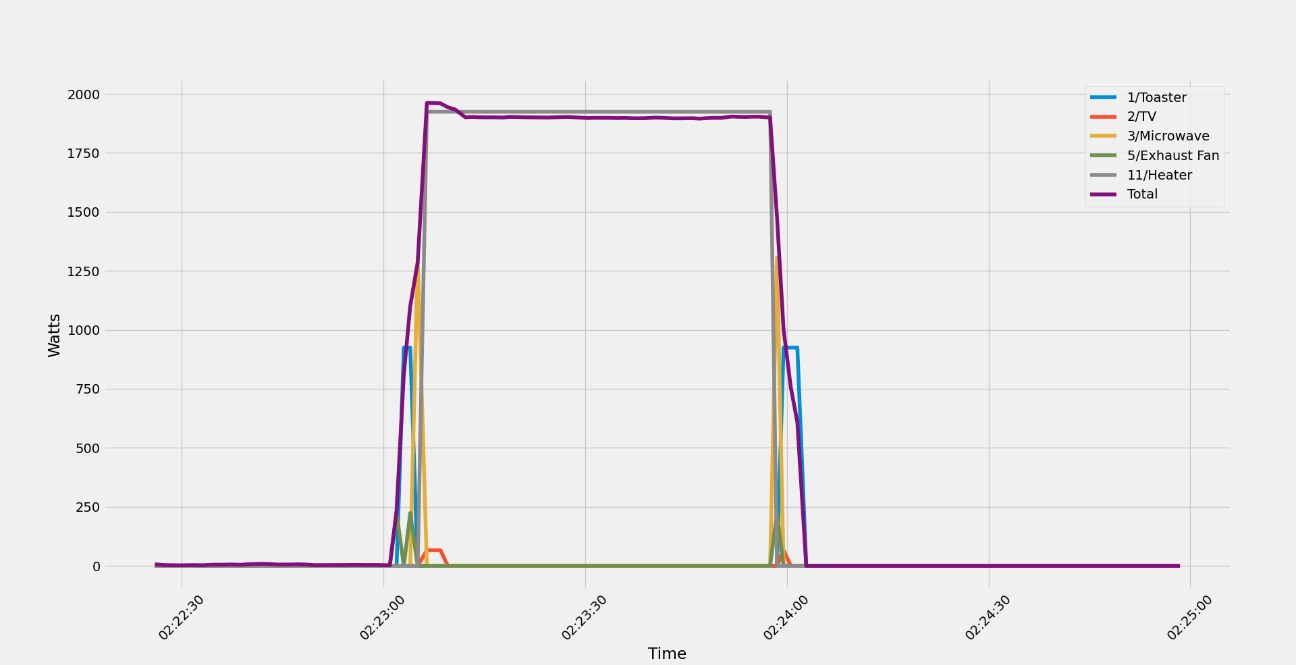 2000
1750
1500
1250
1000
750
500
250
0
Watts
1/Toaster
2/TV
3/Microwave
5/Exhaust Fan
11/Heater
Total
02:22:30
02:23:00
02:23:30
02:24:00
02:24:30
02:25:00
Time